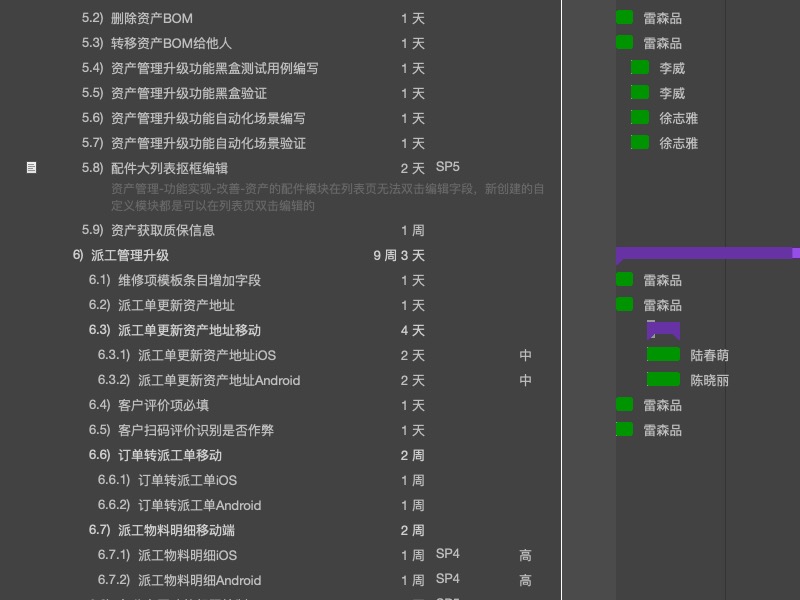 5.2) 删除资产BOM 1 天 雷森品
5.3) 转移资产BOM给他人 1 天 雷森品
5.4) 资产管理升级功能黑盒测试用例编写 1 天 李威
5.5) 资产管理升级功能黑盒验证 1 天 李威
5.6) 资产管理升级功能自动化场景编写 1 天 徐志雅
5.7) 资产管理升级功能自动化场景验证 1 天 徐志雅
5.8) 配件大列表抠框编辑 2 天 SP5
资产管理-功能实现-改善-资产的配件模块在列表页无法双击编辑字段，新创建的自
定义模块都是可以在列表页双击编辑的
5.9) 资产获取质保信息 1 周
6) 派工管理升级 9 周 3 天
6.1) 维修项模板条目增加字段 1 天 雷森品
6.2) 派工单更新资产地址 1 天 雷森品
6.3) 派工单更新资产地址移动 4 天
6.3.1) 派工单更新资产地址iOS 2 天 中 陆春萌
6.3.2) 派工单更新资产地址Android 2 天 中 陈晓丽
6.4) 客户评价项必填 1 天 雷森品
6.5) 客户扫码评价识别是否作弊 1 天 雷森品
6.6) 订单转派工单移动 2 周
6.6.1) 订单转派工单iOS 1 周
6.6.2) 订单转派工单Android 1 周
6.7) 派工物料明细移动端 2 周
6.7.1) 派工物料明细iOS 1 周 SP4 高
6.7.2) 派工物料明细Android 1 周 SP4 高